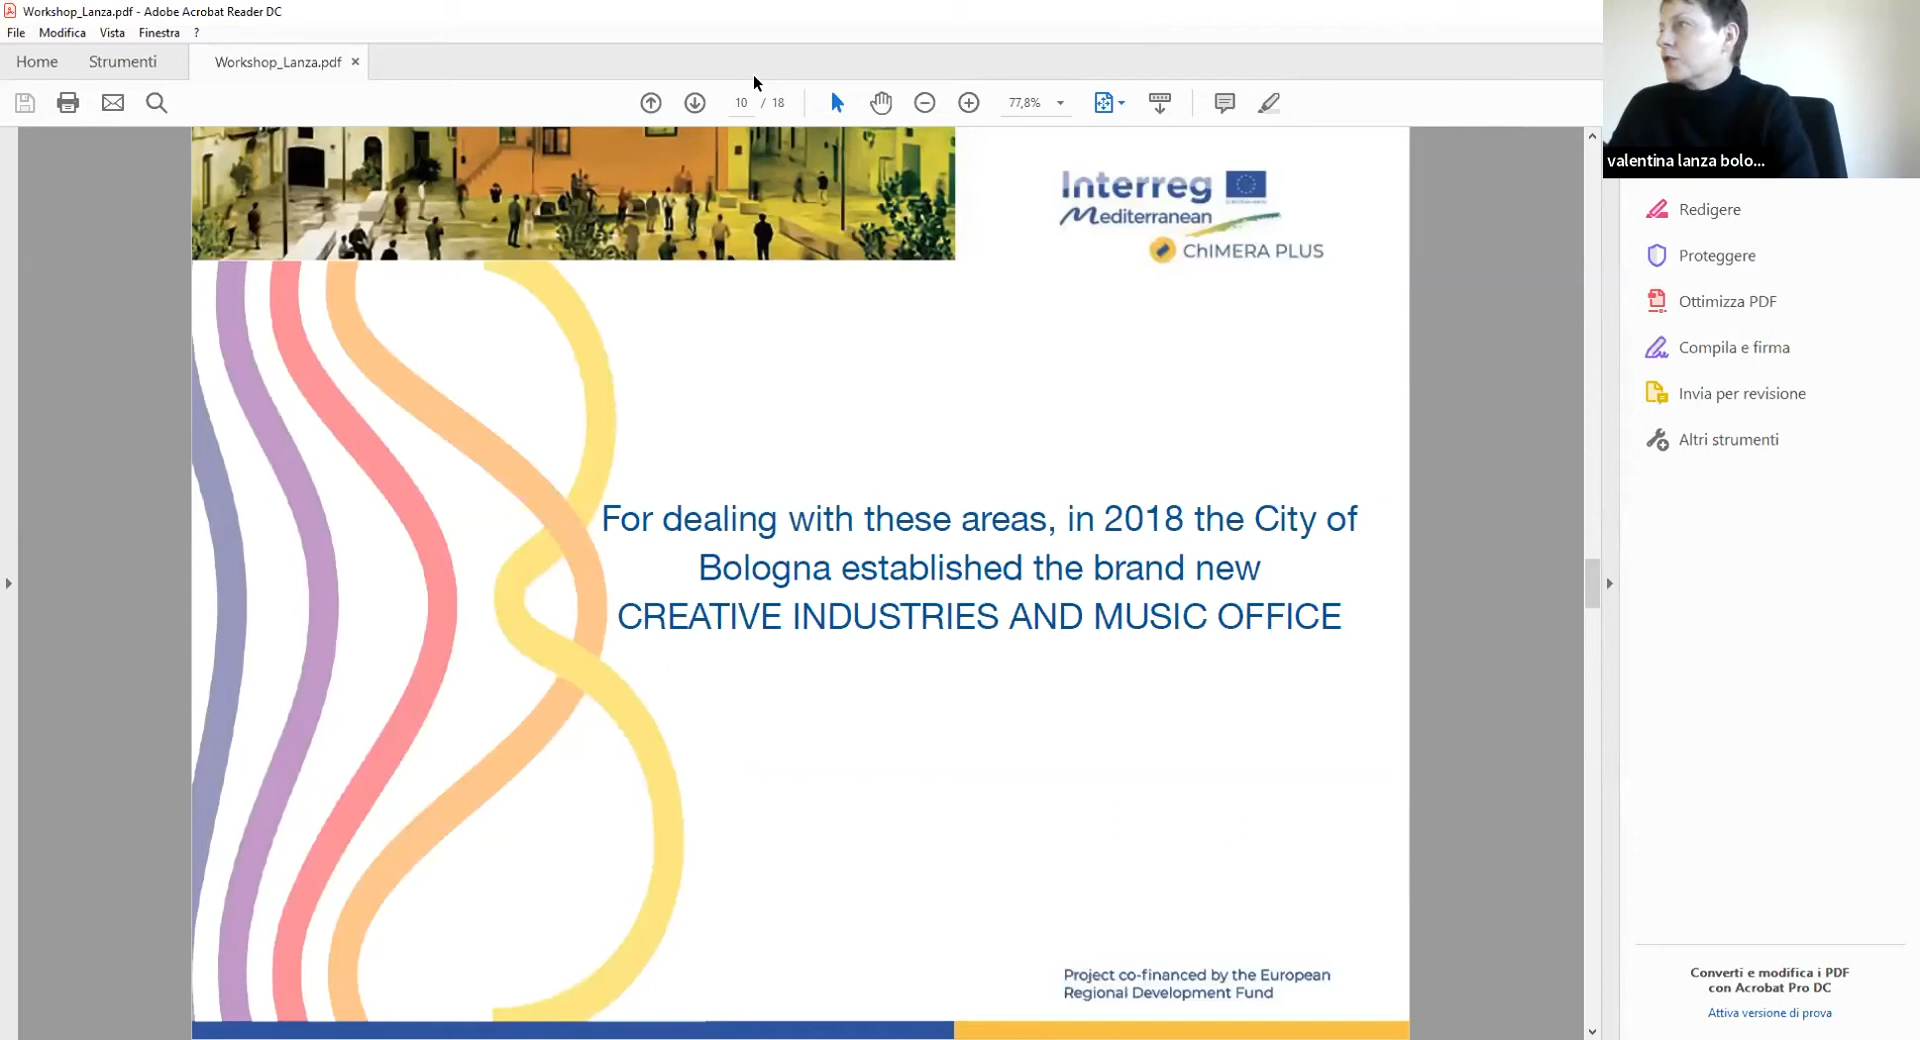 Workshop_Lanza.pdf - Adobe Acrobat Reader DC
File Modifica Vista Finestra ?
Home Strumenti Workshop_Lanza.pdf ×
10 / 18 77,8%
valentina lanza bolo...
Interreg
Mediterranean
ChIMERA PLUS
Redigere
Proteggere
Ottimizza PDF
Compila e firma
Invia per revisione
Altri strumenti
For dealing with these areas, in 2018 the City of
Bologna established the brand new
CREATIVE INDUSTRIES AND MUSIC OFFICE
Project co-financed by the European
Regional Development Fund
Converti e modifica i PDF
con Acrobat Pro DC
Attiva versione di prova